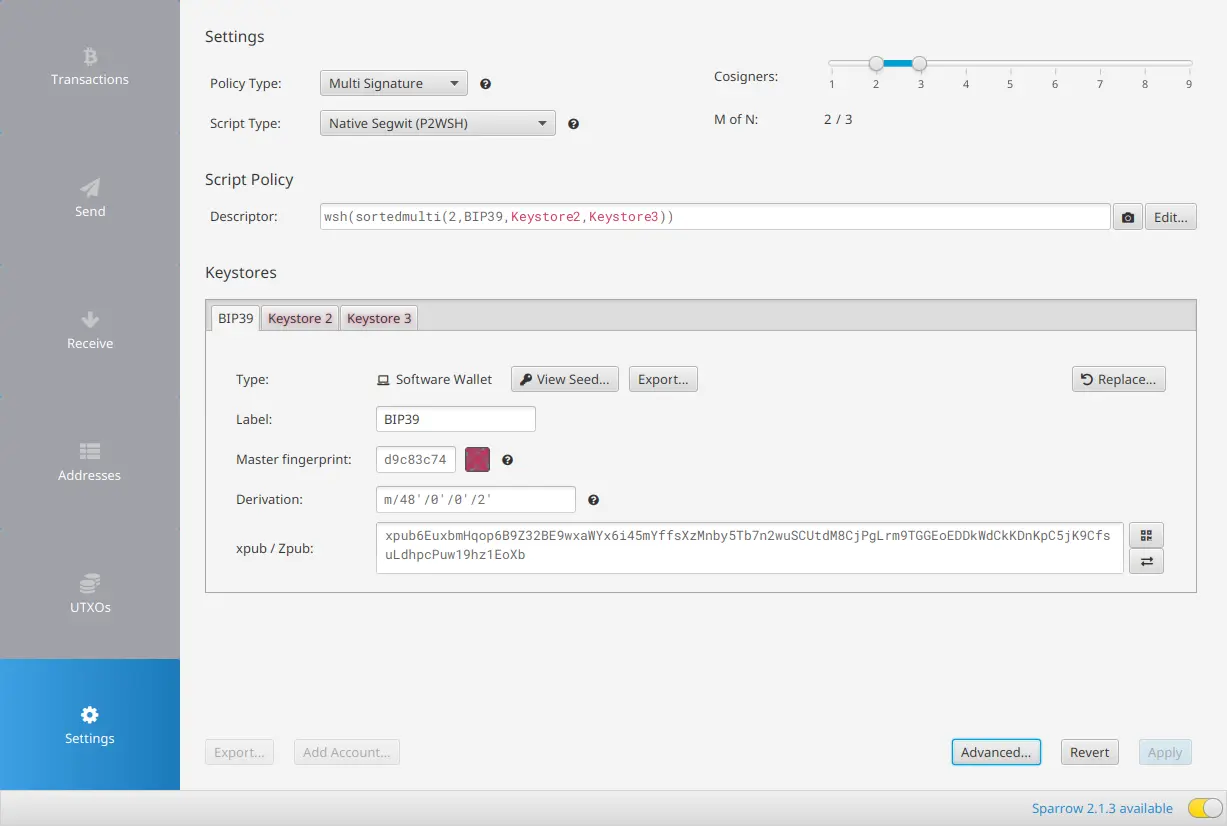 Transactions
Send
Receive
Addresses
UTXOs
Settings
Settings
Policy Type: Multi Signature
Cosigners: 1 2 3 4 5 6 7 8 9
Script Type: Native Segwit (P2WSH)
M of N: 2 / 3
Script Policy
Descriptor: wsh(sortedmulti(2,BIP39,Keystore2,Keystore3)) Edit...
Keystores
BIP39 Keystore 2 Keystore 3
Type: Software Wallet View Seed... Export... Replace...
Label: BIP39
Master fingerprint: d9c83c74
Derivation: m/48'/0'/0'/2'
xpub / Zpub: xpub6EuxbmHqop6B9Z32BE9wxaWYx6i45mYffsXzMnby5Tb7n2wuSCUtdM8CjPgLrm9TGGEoEDDkWdCkKDnKpC5jK9Cfs
uLdhpcPuw19hz1EoXb
Export... Add Account... Advanced... Revert Apply
Sparrow 2.1.3 available